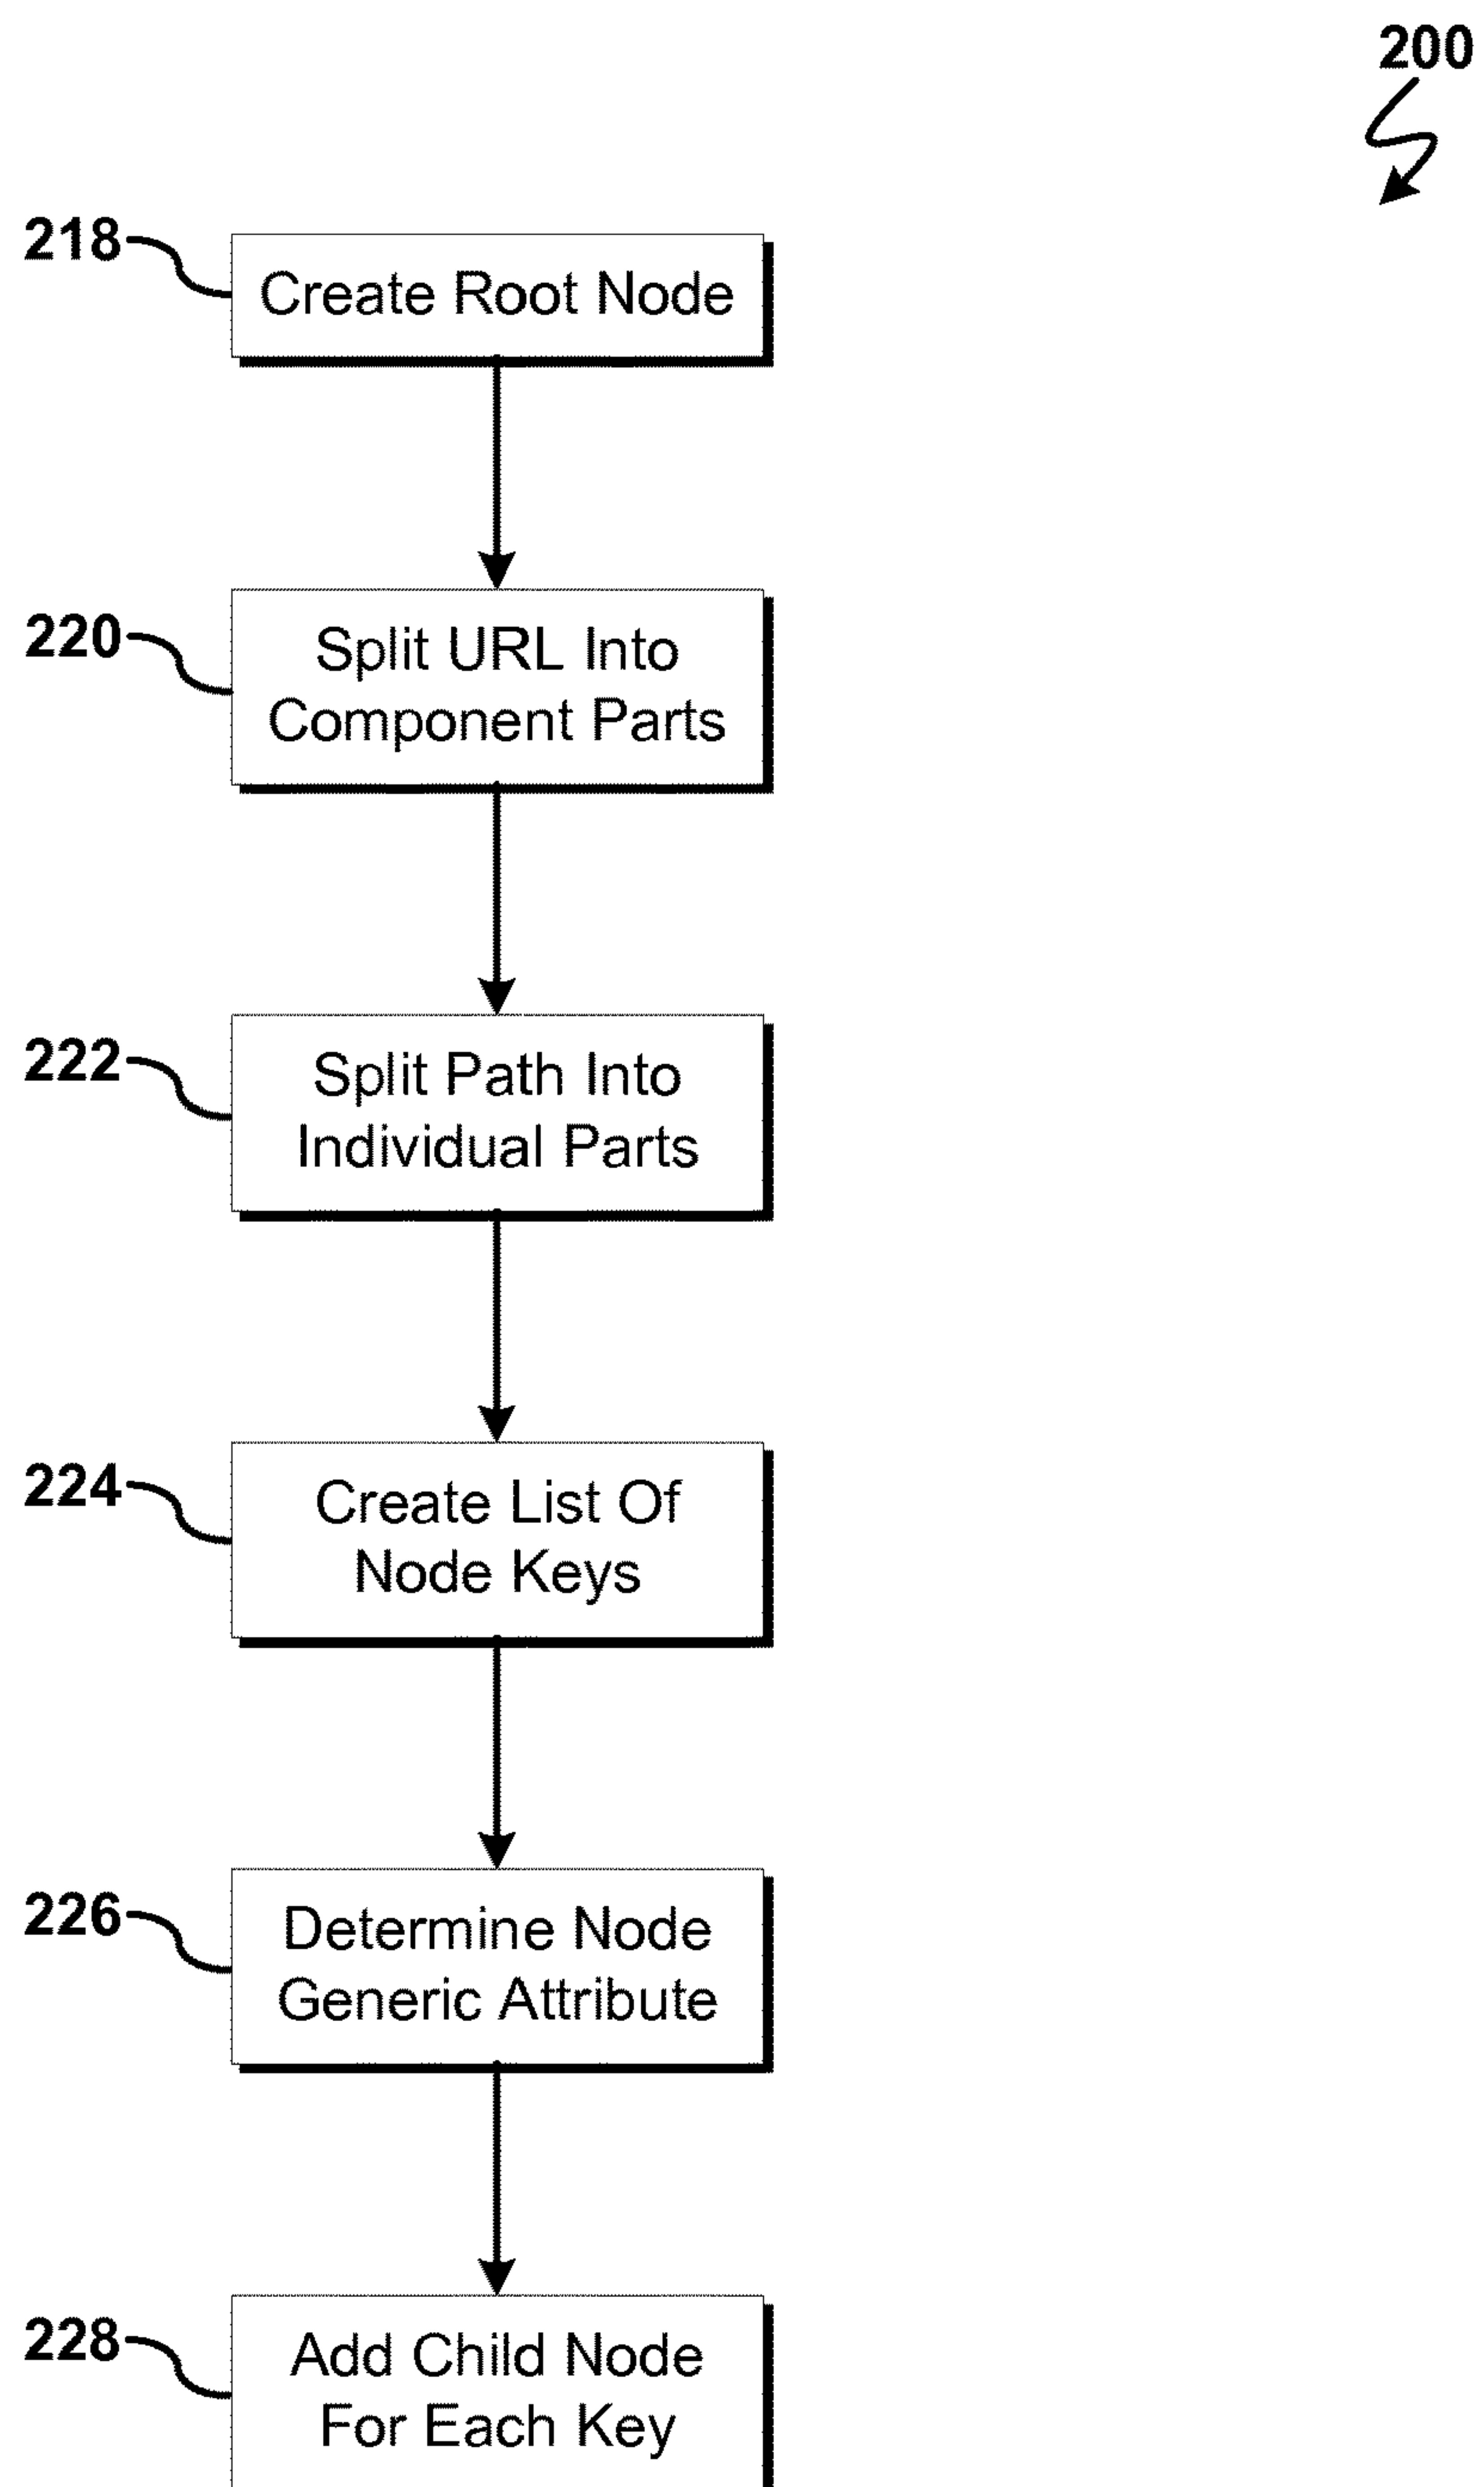 200
218
Create Root Node
220
Split URL Into
Component Parts
222
Split Path Into
Individual Parts
224
Create List Of
Node Keys
226
Determine Node
Generic Attribute
228
Add Child Node
For Each Key